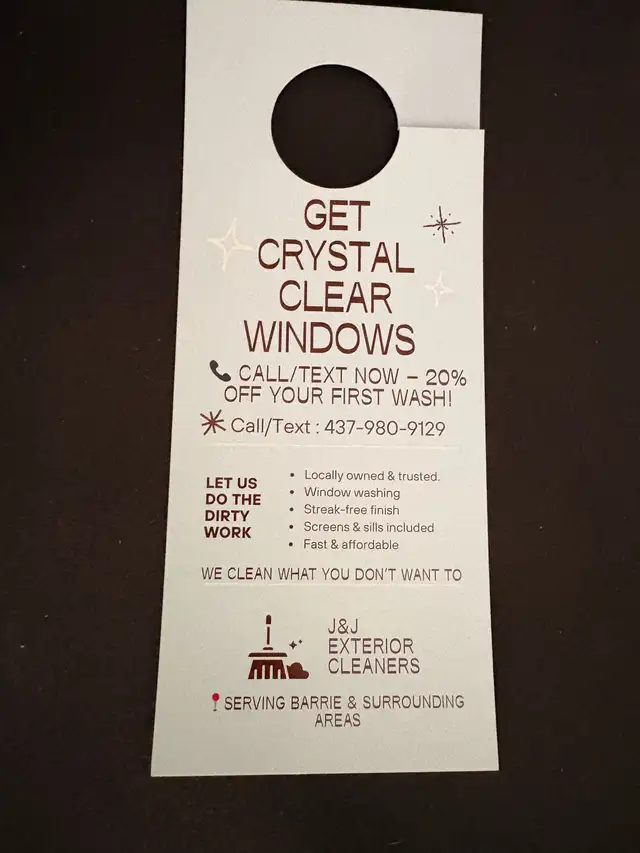 GET
CRYSTAL
CLEAR
WINDOWS
📞 CALL/TEXT NOW – 20%
OFF YOUR FIRST WASH!
Call/Text : 437-980-9129
LET US
DO THE
DIRTY
WORK
• Locally owned & trusted.
• Window washing
• Streak-free finish
• Screens & sills included
• Fast & affordable
WE CLEAN WHAT YOU DON'T WANT TO
J&J
EXTERIOR
CLEANERS
📍SERVING BARRIE & SURROUNDING
AREAS